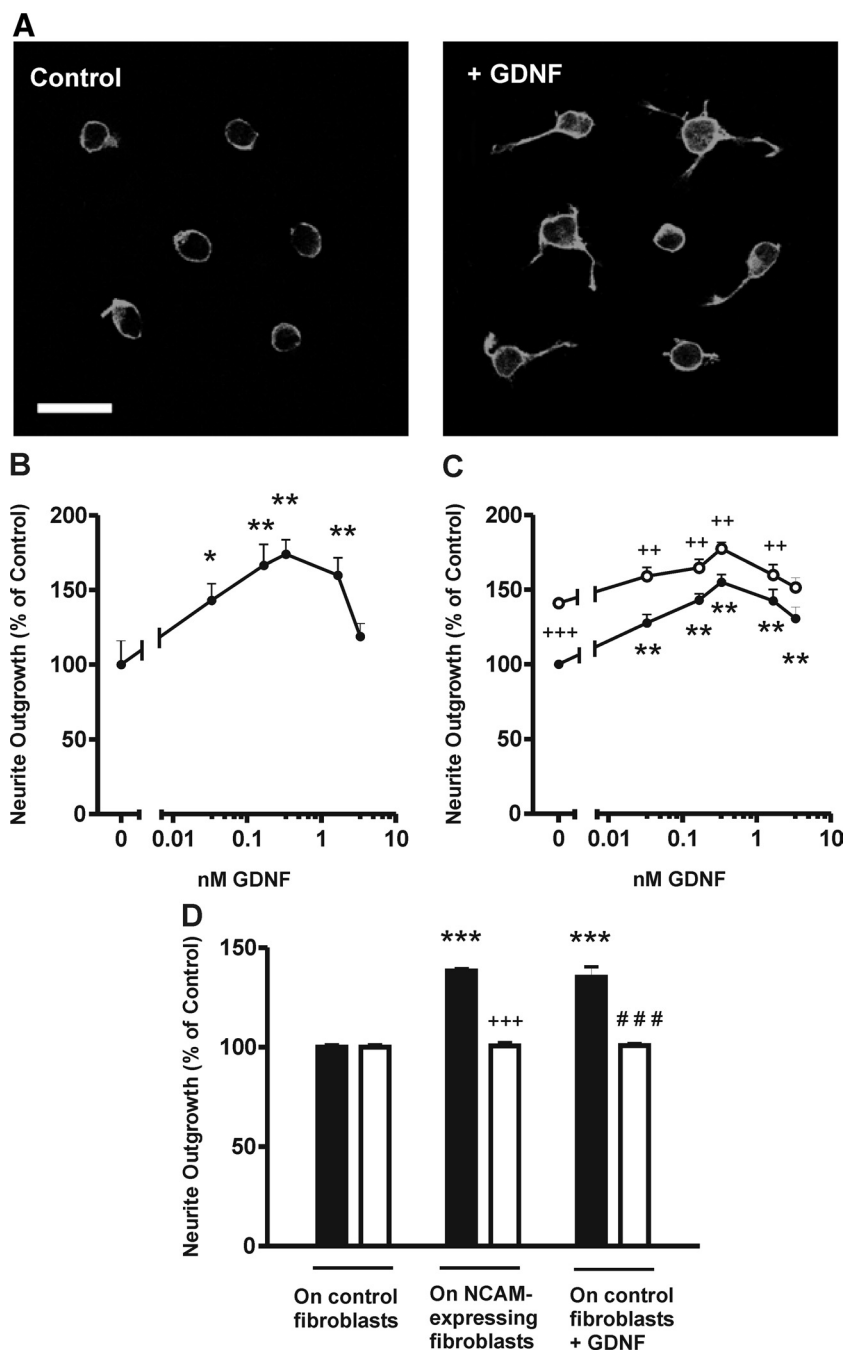 A
Control
+ GDNF
B
C
Neurite Outgrowth (% of Control)
200
150
100
50
0
*
**
**
**
0
0.01
0.1
1
10
nM GDNF
Neurite Outgrowth (% of Control)
200
150
100
50
0
+++
++
++
++
++
**
**
**
**
**
0
0.01
0.1
1
10
nM GDNF
D
Neurite Outgrowth (% of Control)
150
100
50
0
***
+++
***
# # #
On control
fibroblasts
On NCAM-
expressing
fibroblasts
On control
fibroblasts
+ GDNF